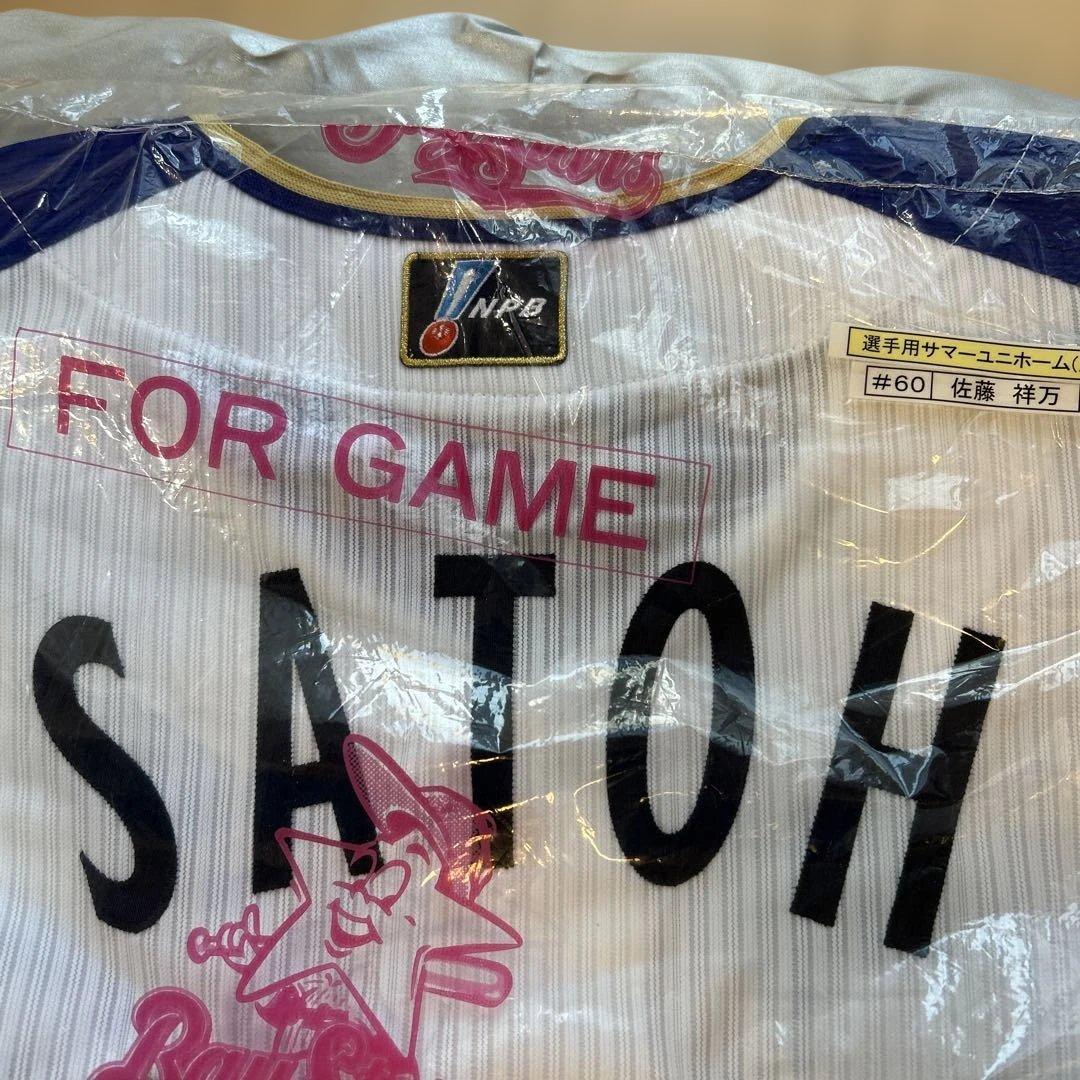 BayStars
NPB
選手用サマーユニホーム(
#60 佐藤 祥万
FOR GAME
SATOH